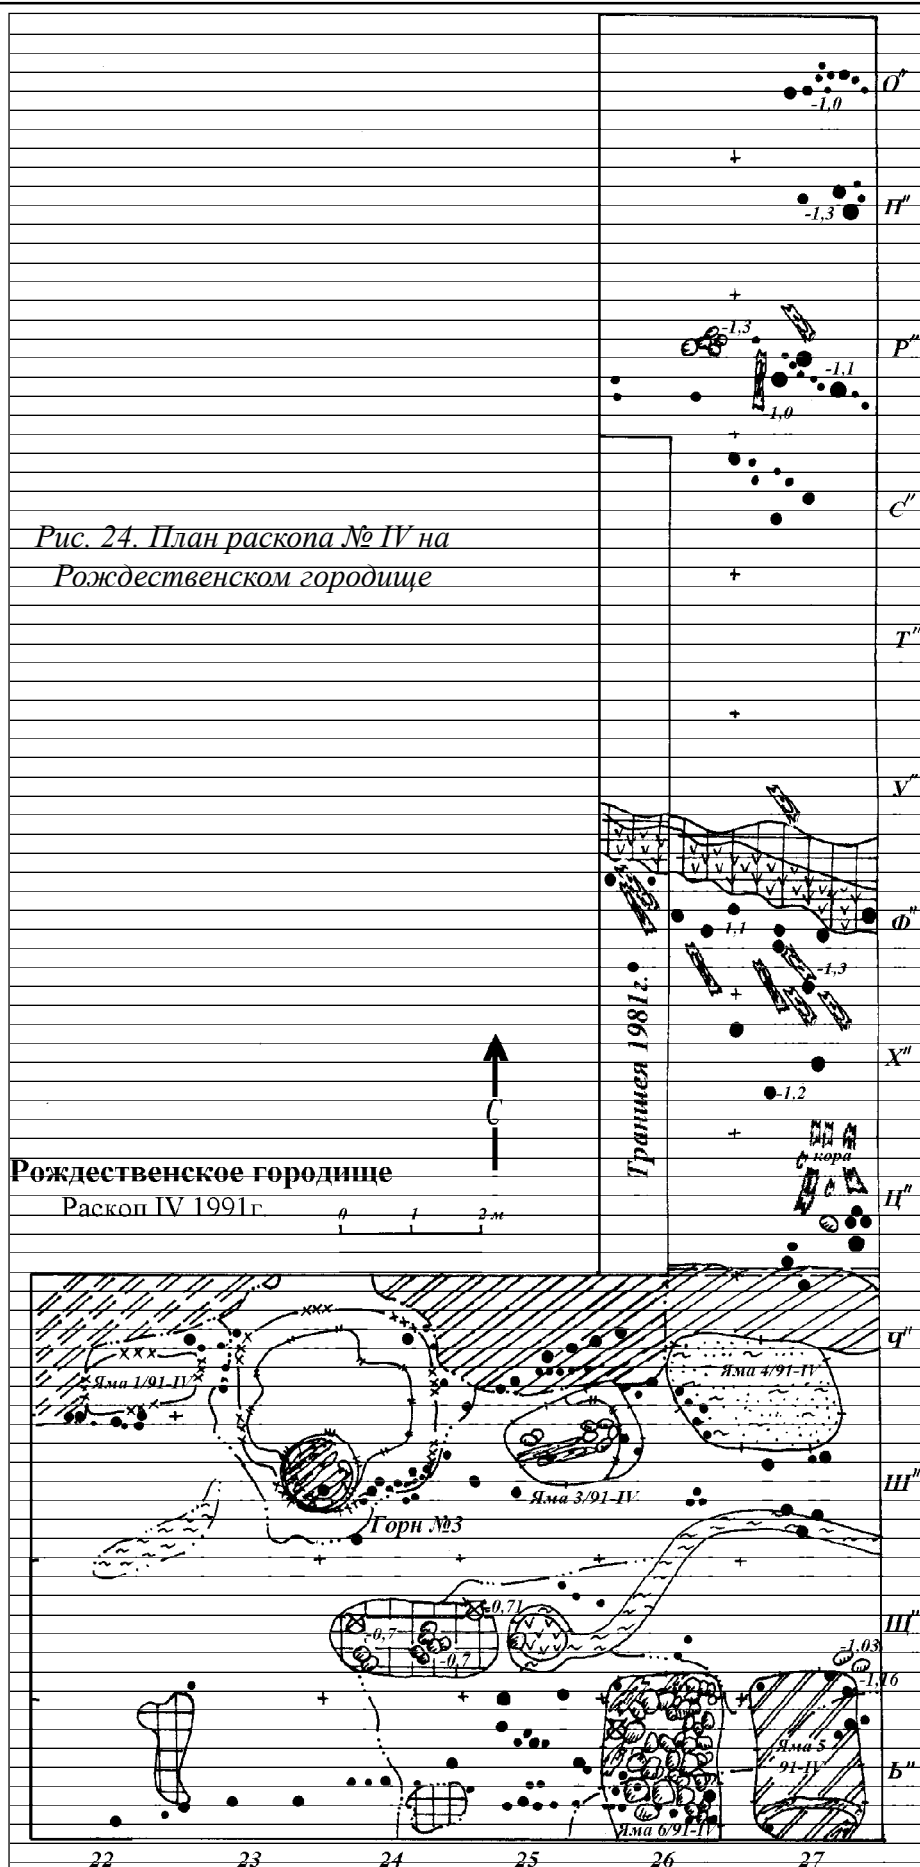 О"
-1,0
П"
-1,3
-1,3
Р"
-1,1
-1,0
С"
Рис. 24. План раскопа № IV на
Рождественском городище
Т"
У"
Ф"
-1,1
-1,3
Траншея 1981г.
Х"
-1.2
С
кора
Рождественское городище
Раскоп IV 1991г.
Ц"
0 1 2 м
Ч"
Яма 1/91-IV
Яма 4/91-IV
Ш"
Яма 3/91-IV
Горн №3
-0,71
Щ"
-0,7
-0,7
-1,03
-1,16
Яма 5
91-IV
Ь"
Яма 6/91-IV
22 23 24 25 26 27